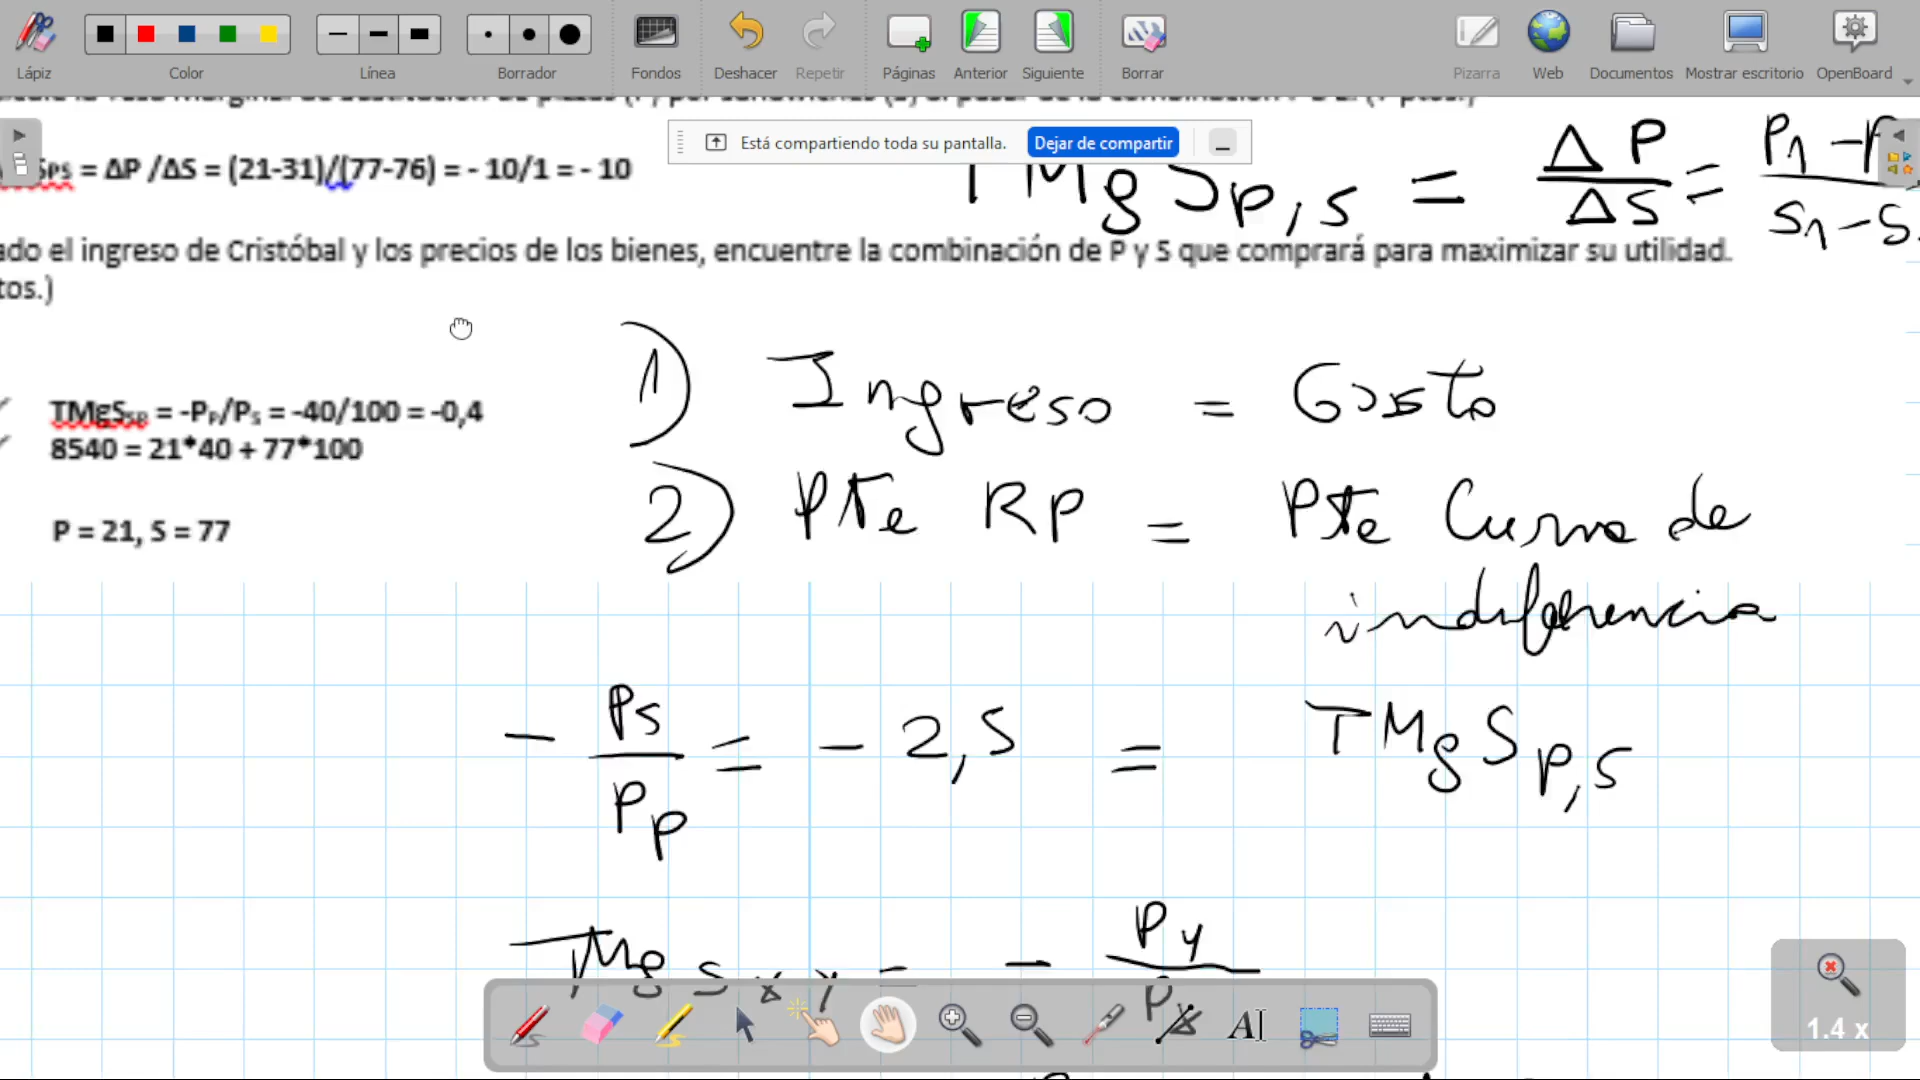 Lápiz
Color
Línea
Borrador
Fondos
Deshacer
Repetir
Páginas
Anterior
Siguiente
Borrar
Pizarra
Web
Documentos
Mostrar escritorio
OpenBoard
Está compartiendo toda su pantalla.
Dejar de compartir
= ΔP /ΔS = (21-31)/(77-76) = - 10/1 = - 10
TMgSP,S = ΔP/ΔS =
ado el ingreso de Cristóbal y los precios de los bienes, encuentre la combinación de P y S que comprará para maximizar su utilidad.
tos.)
1) Ingreso = Gasto
TMgSSP = -PP/PS = -40/100 = -0,4
8540 = 21*40 + 77*100
2) Pte RP = Pte Curva de
indiferencia
P = 21, S = 77
- PS/PP = - 2,5 = TMgSP,S
TMgSxy = - Py/Px
1.4 x